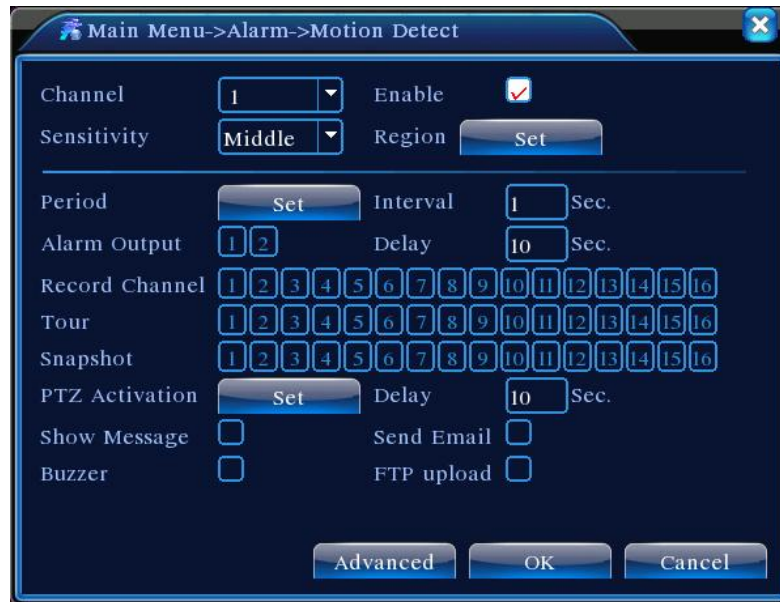 Main Menu->Alarm->Motion Detect
Channel 1 Enable
Sensitivity Middle Region Set
Period Set Interval 1 Sec.
Alarm Output 1 2 Delay 10 Sec.
Record Channel 1 2 3 4 5 6 7 8 9 10 11 12 13 14 15 16
Tour 1 2 3 4 5 6 7 8 9 10 11 12 13 14 15 16
Snapshot 1 2 3 4 5 6 7 8 9 10 11 12 13 14 15 16
PTZ Activation Set Delay 10 Sec.
Show Message Send Email
Buzzer FTP upload
Advanced OK Cancel